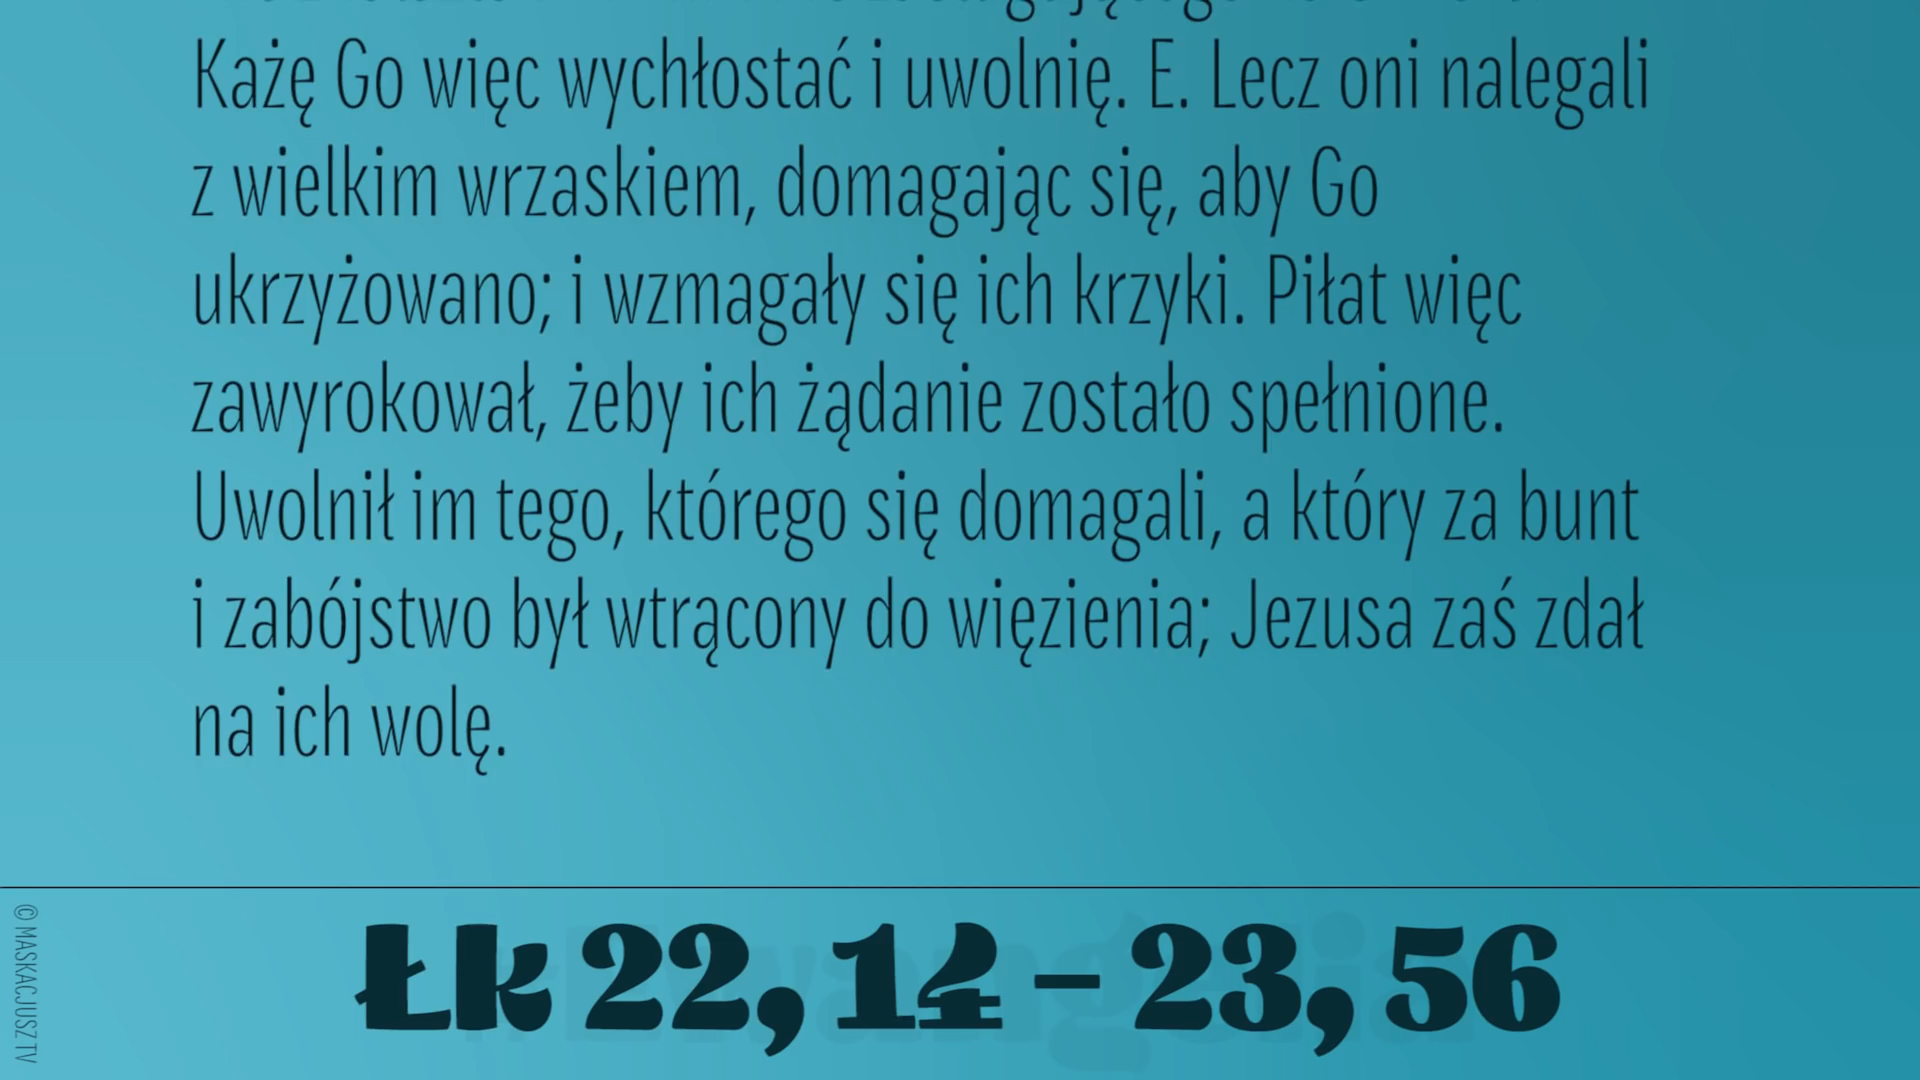 Każę Go więc wychłostać i uwolnię. E. Lecz oni nalegali
z wielkim wrzaskiem, domagając się, aby Go
ukrzyżowano; i wzmagały się ich krzyki. Piłat więc
zawyrokował, żeby ich żądanie zostało spełnione.
Uwolnił im tego, którego się domagali, a który za bunt
i zabójstwo był wtrącony do więzienia; Jezusa zaś zdał
na ich wolę.
Łk 22, 14 – 23, 56
© MASKACJUSZ TV